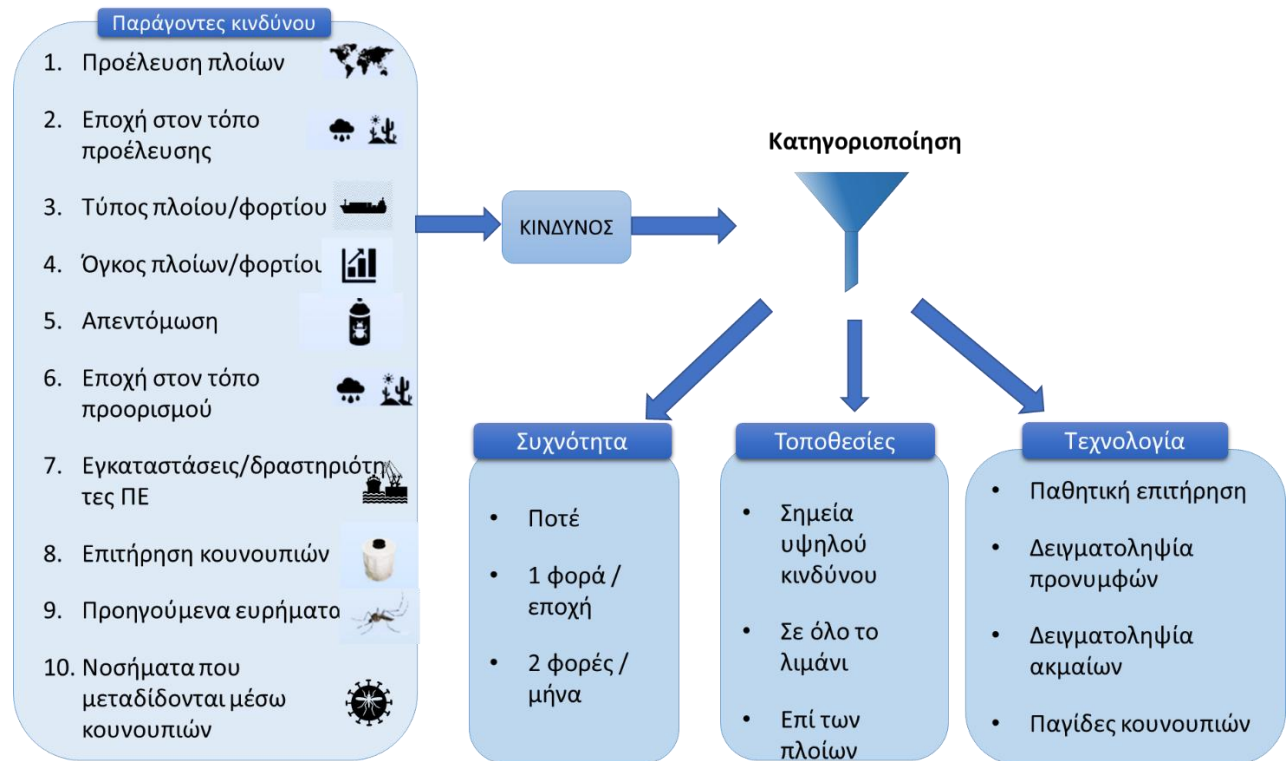 Παράγοντες κινδύνου
1. Προέλευση πλοίων
2. Εποχή στον τόπο
προέλευσης
3. Τύπος πλοίου/φορτίου
4. Όγκος πλοίων/φορτίου
5. Απεντόμωση
6. Εποχή στον τόπο
προορισμού
7. Εγκαταστάσεις/δραστηριότη
τες ΠΕ
8. Επιτήρηση κουνουπιών
9. Προηγούμενα ευρήματα
10. Νοσήματα που
μεταδίδονται μέσω
κουνουπιών
ΚΙΝΔΥΝΟΣ
Κατηγοριοποίηση
Συχνότητα
• Ποτέ
• 1 φορά /
εποχή
• 2 φορές /
μήνα
Τοποθεσίες
• Σημεία
υψηλού
κινδύνου
• Σε όλο το
λιμάνι
• Επί των
πλοίων
Τεχνολογία
• Παθητική επιτήρηση
• Δειγματοληψία
προνυμφών
• Δειγματοληψία
ακμαίων
• Παγίδες κουνουπιών